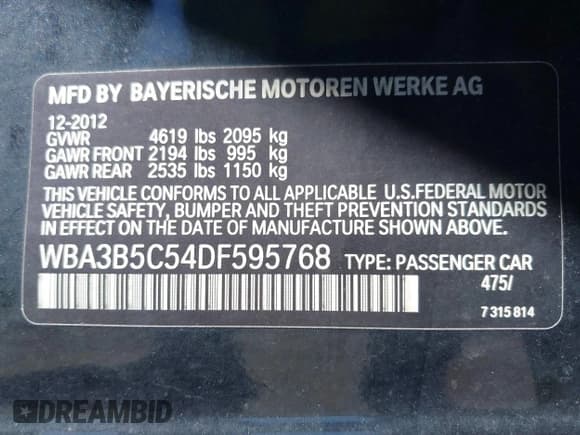 MFD BY BAYERISCHE MOTOREN WERKE AG
12-2012
GVWR 4619 lbs 2095 kg
GAWR FRONT 2194 lbs 995 kg
GAWR REAR 2535 lbs 1150 kg
THIS VEHICLE CONFORMS TO ALL APPLICABLE U.S.FEDERAL MOTOR
VEHICLE SAFETY, BUMPER AND THEFT PREVENTION STANDARDS
IN EFFECT ON THE DATE OF MANUFACTURE SHOWN ABOVE.
WBA3B5C54DF595768 TYPE: PASSENGER CAR
475/
7 315 814
DREAMBID